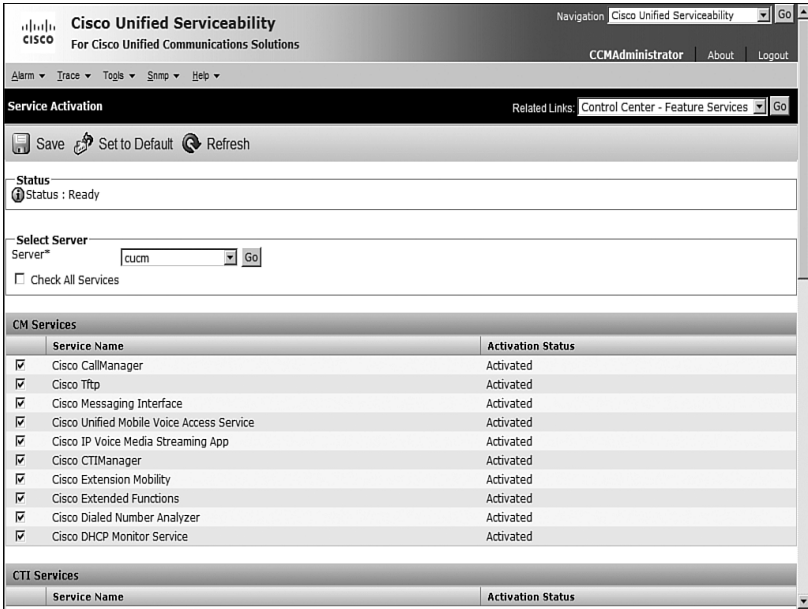 Navigation Cisco Unified Serviceability Go
CISCO
Cisco Unified Serviceability
For Cisco Unified Communications Solutions
CCMAdministrator About Logout
Alarm Trace Tools Snmp Help
Service Activation
Related Links: Control Center - Feature Services Go
Save Set to Default Refresh
Status
Status : Ready
Select Server
Server* cucm Go
Check All Services
CM Services
Service Name Activation Status
Cisco CallManager Activated
Cisco Tftp Activated
Cisco Messaging Interface Activated
Cisco Unified Mobile Voice Access Service Activated
Cisco IP Voice Media Streaming App Activated
Cisco CTIManager Activated
Cisco Extension Mobility Activated
Cisco Extended Functions Activated
Cisco Dialed Number Analyzer Activated
Cisco DHCP Monitor Service Activated
CTI Services
Service Name Activation Status